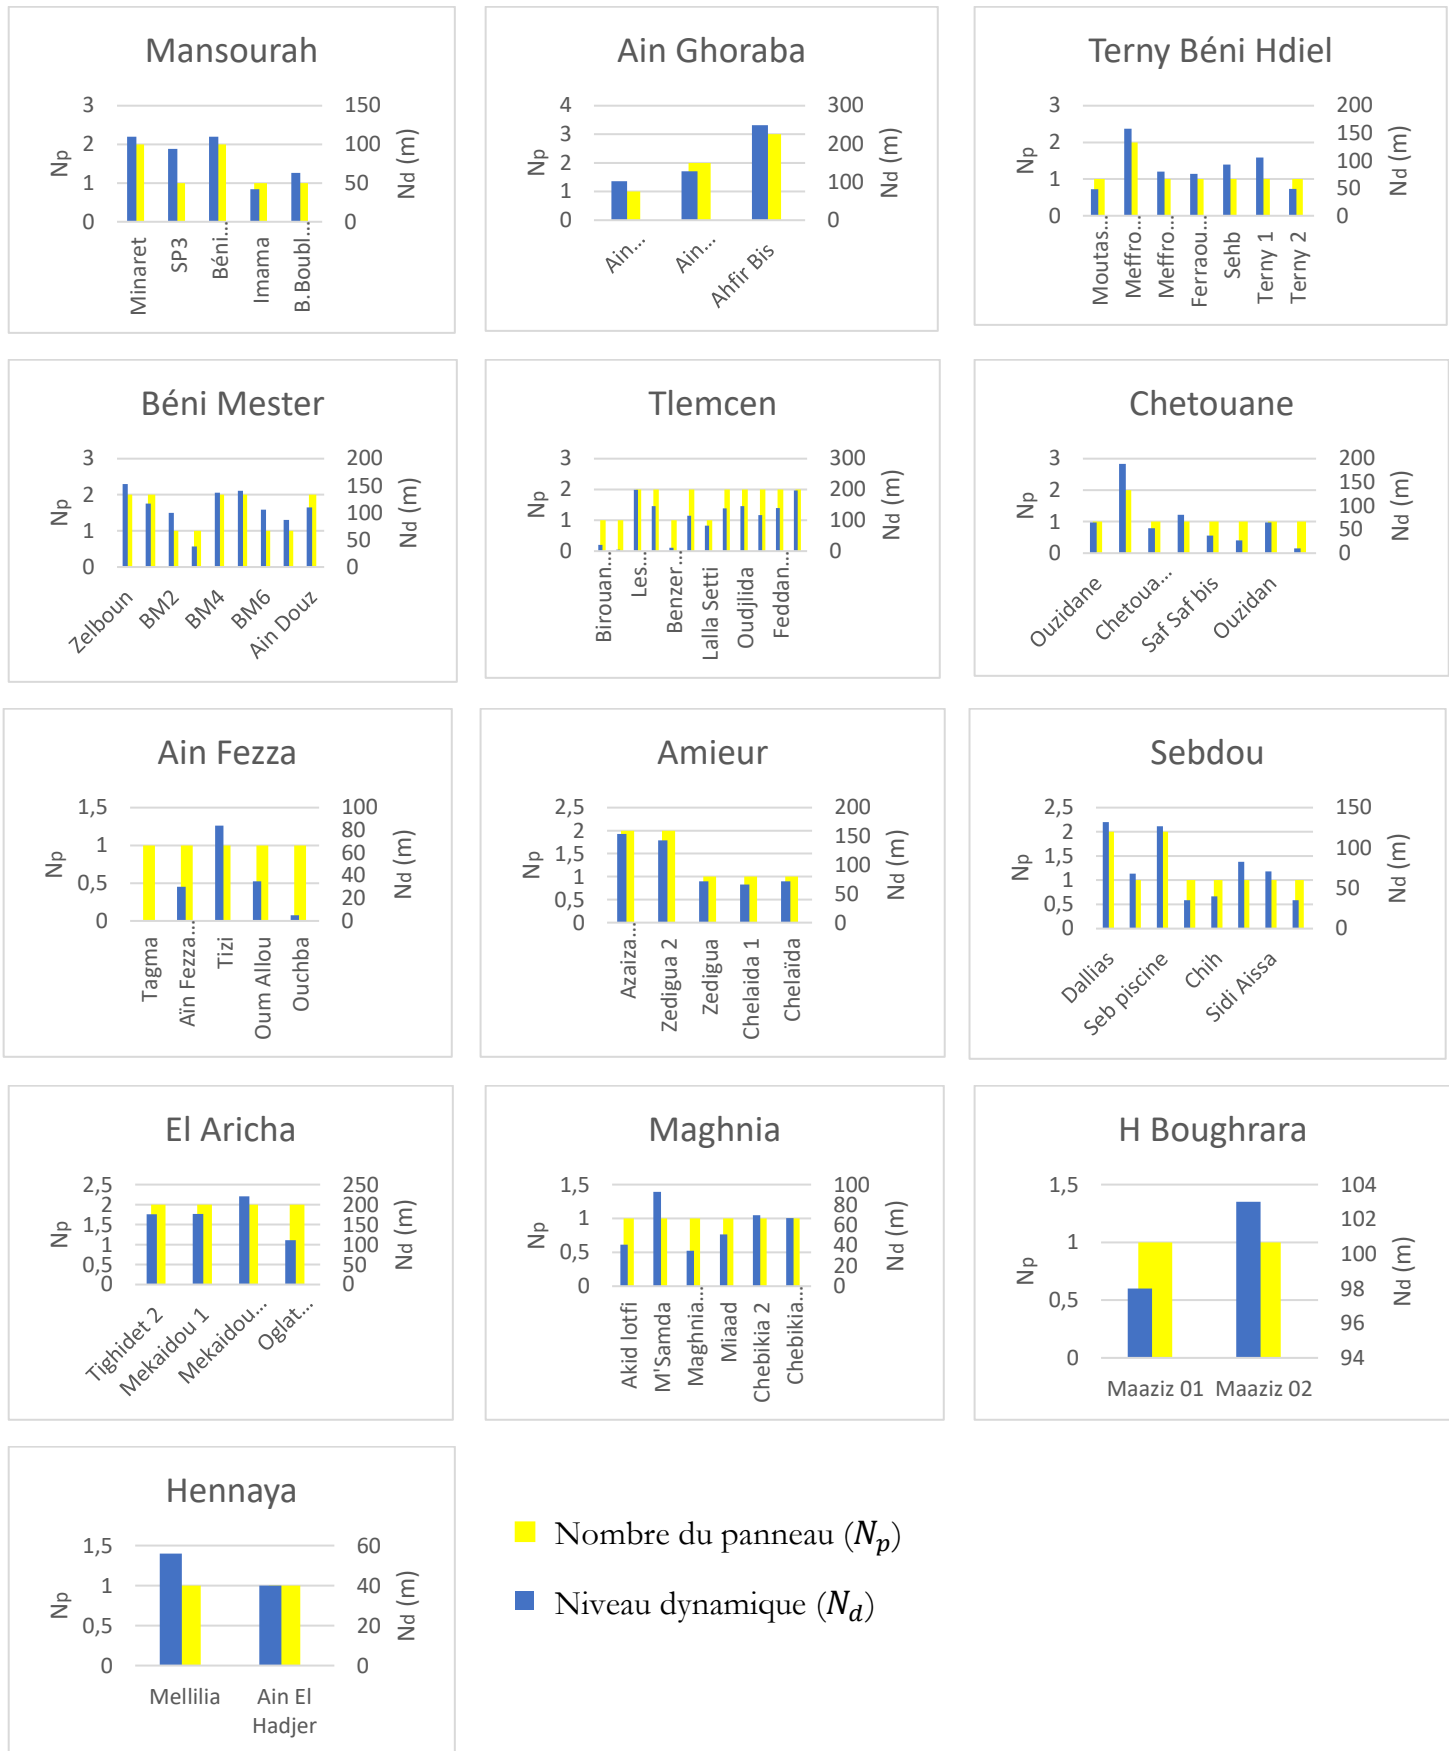 Mansourah
3
2
1
0
Np
150
100
50
0
Nd (m)
Minaret
SP3
Béni…
Imama
B.Boubl…
Ain Ghoraba
4
3
2
1
0
Np
300
200
100
0
Nd (m)
Ain…
Ain…
Ahfir Bis
Terny Béni Hdiel
3
2
1
0
Np
200
150
100
50
0
Nd (m)
Moutas…
Meffro…
Meffro…
Ferraou…
Sehb
Terny 1
Terny 2
Béni Mester
3
2
1
0
Np
200
150
100
50
0
Nd (m)
Zelboun
BM2
BM4
BM6
Ain Douz
Tlemcen
3
2
1
0
Np
300
200
100
0
Nd (m)
Birouan…
Les…
Benzer…
Lalla Setti
Oudjlida
Feddan…
Chetouane
3
2
1
0
Np
200
150
100
50
0
Nd (m)
Ouzidane
Chetoua…
Saf Saf bis
Ouzidan
Ain Fezza
1,5
1
0,5
0
Np
100
80
60
40
20
0
Nd (m)
Tagma
Aïn Fezza…
Tizi
Oum Allou
Ouchba
Amieur
2,5
2
1,5
1
0,5
0
Np
200
150
100
50
0
Nd (m)
Azaiza…
Zedigua 2
Zedigua
Chelaida 1
Chelaïda
Sebdou
2,5
2
1,5
1
0,5
0
Np
150
100
50
0
Nd (m)
Dallias
Seb piscine
Chih
Sidi Aissa
El Aricha
2,5
2
1,5
1
0,5
0
Np
250
200
150
100
50
0
Nd (m)
Tighidet 2
Mekaidou 1
Mekaidou…
Oglat…
Maghnia
1,5
1
0,5
0
Np
100
80
60
40
20
0
Nd (m)
Akid lotfi
M'Samda
Maghnia…
Miaad
Chebikia 2
Chebikia…
H Boughrara
1,5
1
0,5
0
Np
104
102
100
98
96
94
Nd (m)
Maaziz 01
Maaziz 02
Hennaya
1,5
1
0,5
0
Np
60
40
20
0
Nd (m)
Mellilia
Ain El
Hadjer
Nombre du panneau (Np)
Niveau dynamique (Nd)